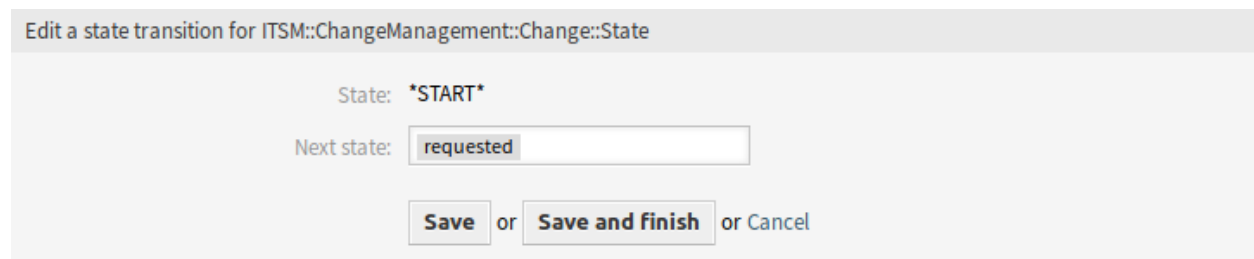 Edit a state transition for ITSM::ChangeManagement::Change::State
State: *START*
Next state: requested
Save or Save and finish or Cancel